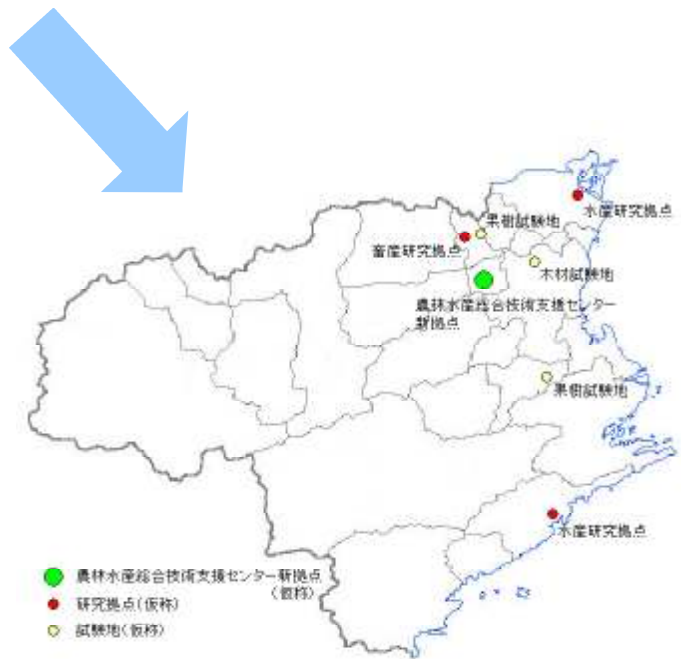 水産研究拠点
果樹試験地
畜産研究拠点
木材試験地
農林水産総合技術支援センター
新拠点
果樹試験地
水産研究拠点
農林水産総合技術支援センター新拠点
(仮称)
研究拠点(仮称)
試験地(仮称)